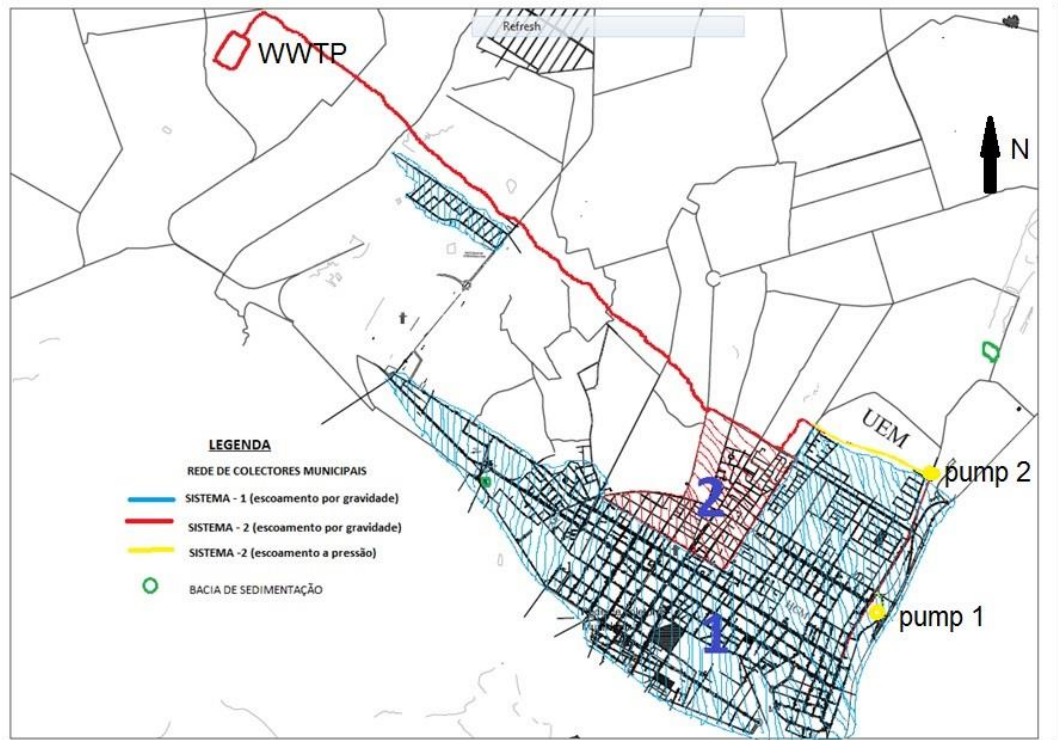 Refresh
WWTP
N
UEM
pump 2
LEGENDA
REDE DE COLECTORES MUNICIPAIS
SISTEMA - 1 (escoamento por gravidade)
2
SISTEMA - 2 (escoamento por gravidade)
SISTEMA -2 (escoamento a pressão)
BACIA DE SEDIMENTAÇÃO
HCM
pump 1
1